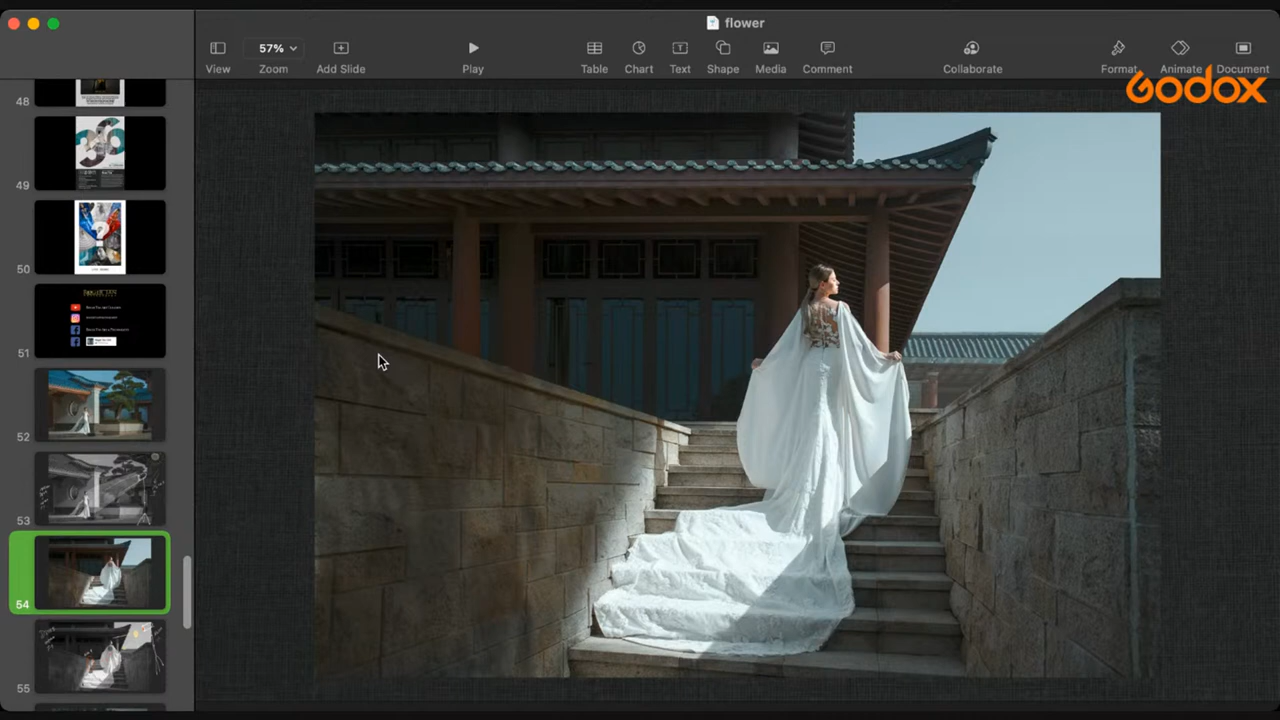 flower
57%
View
Zoom
Add Slide
Play
Table
Chart
Text
Shape
Media
Comment
Collaborate
Format
Animate
Document
Godox
48
49
50
51
52
53
54
55